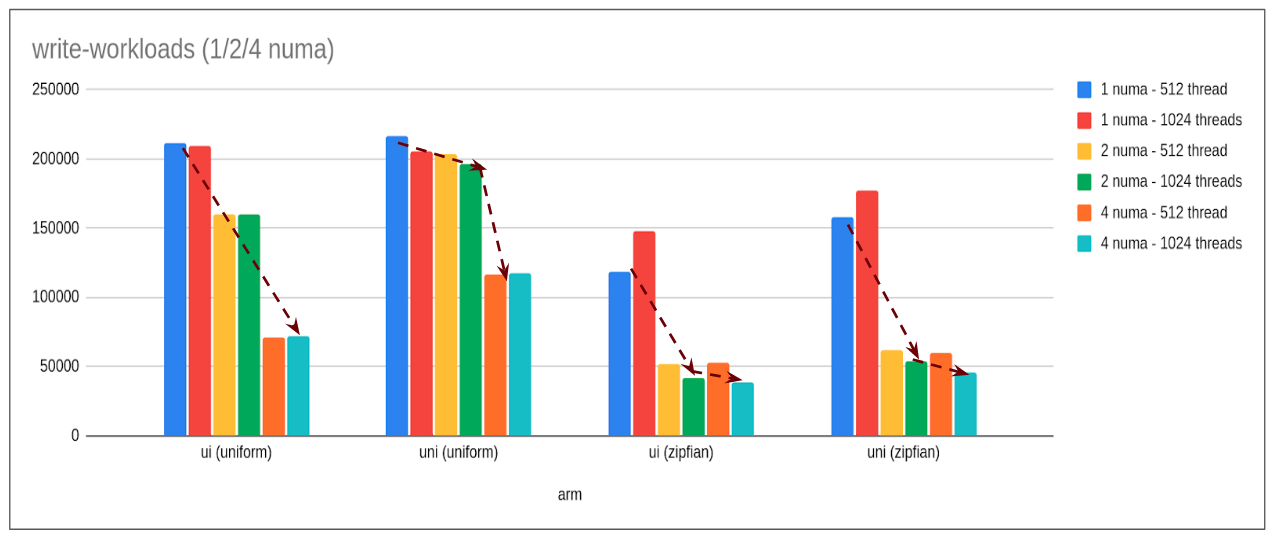 write-workloads (1/2/4 numa)
250000
200000
150000
100000
50000
0
ui (uniform)
uni (uniform)
ui (zipfian)
uni (zipfian)
arm
1 numa - 512 thread
1 numa - 1024 threads
2 numa - 512 thread
2 numa - 1024 threads
4 numa - 512 thread
4 numa - 1024 threads